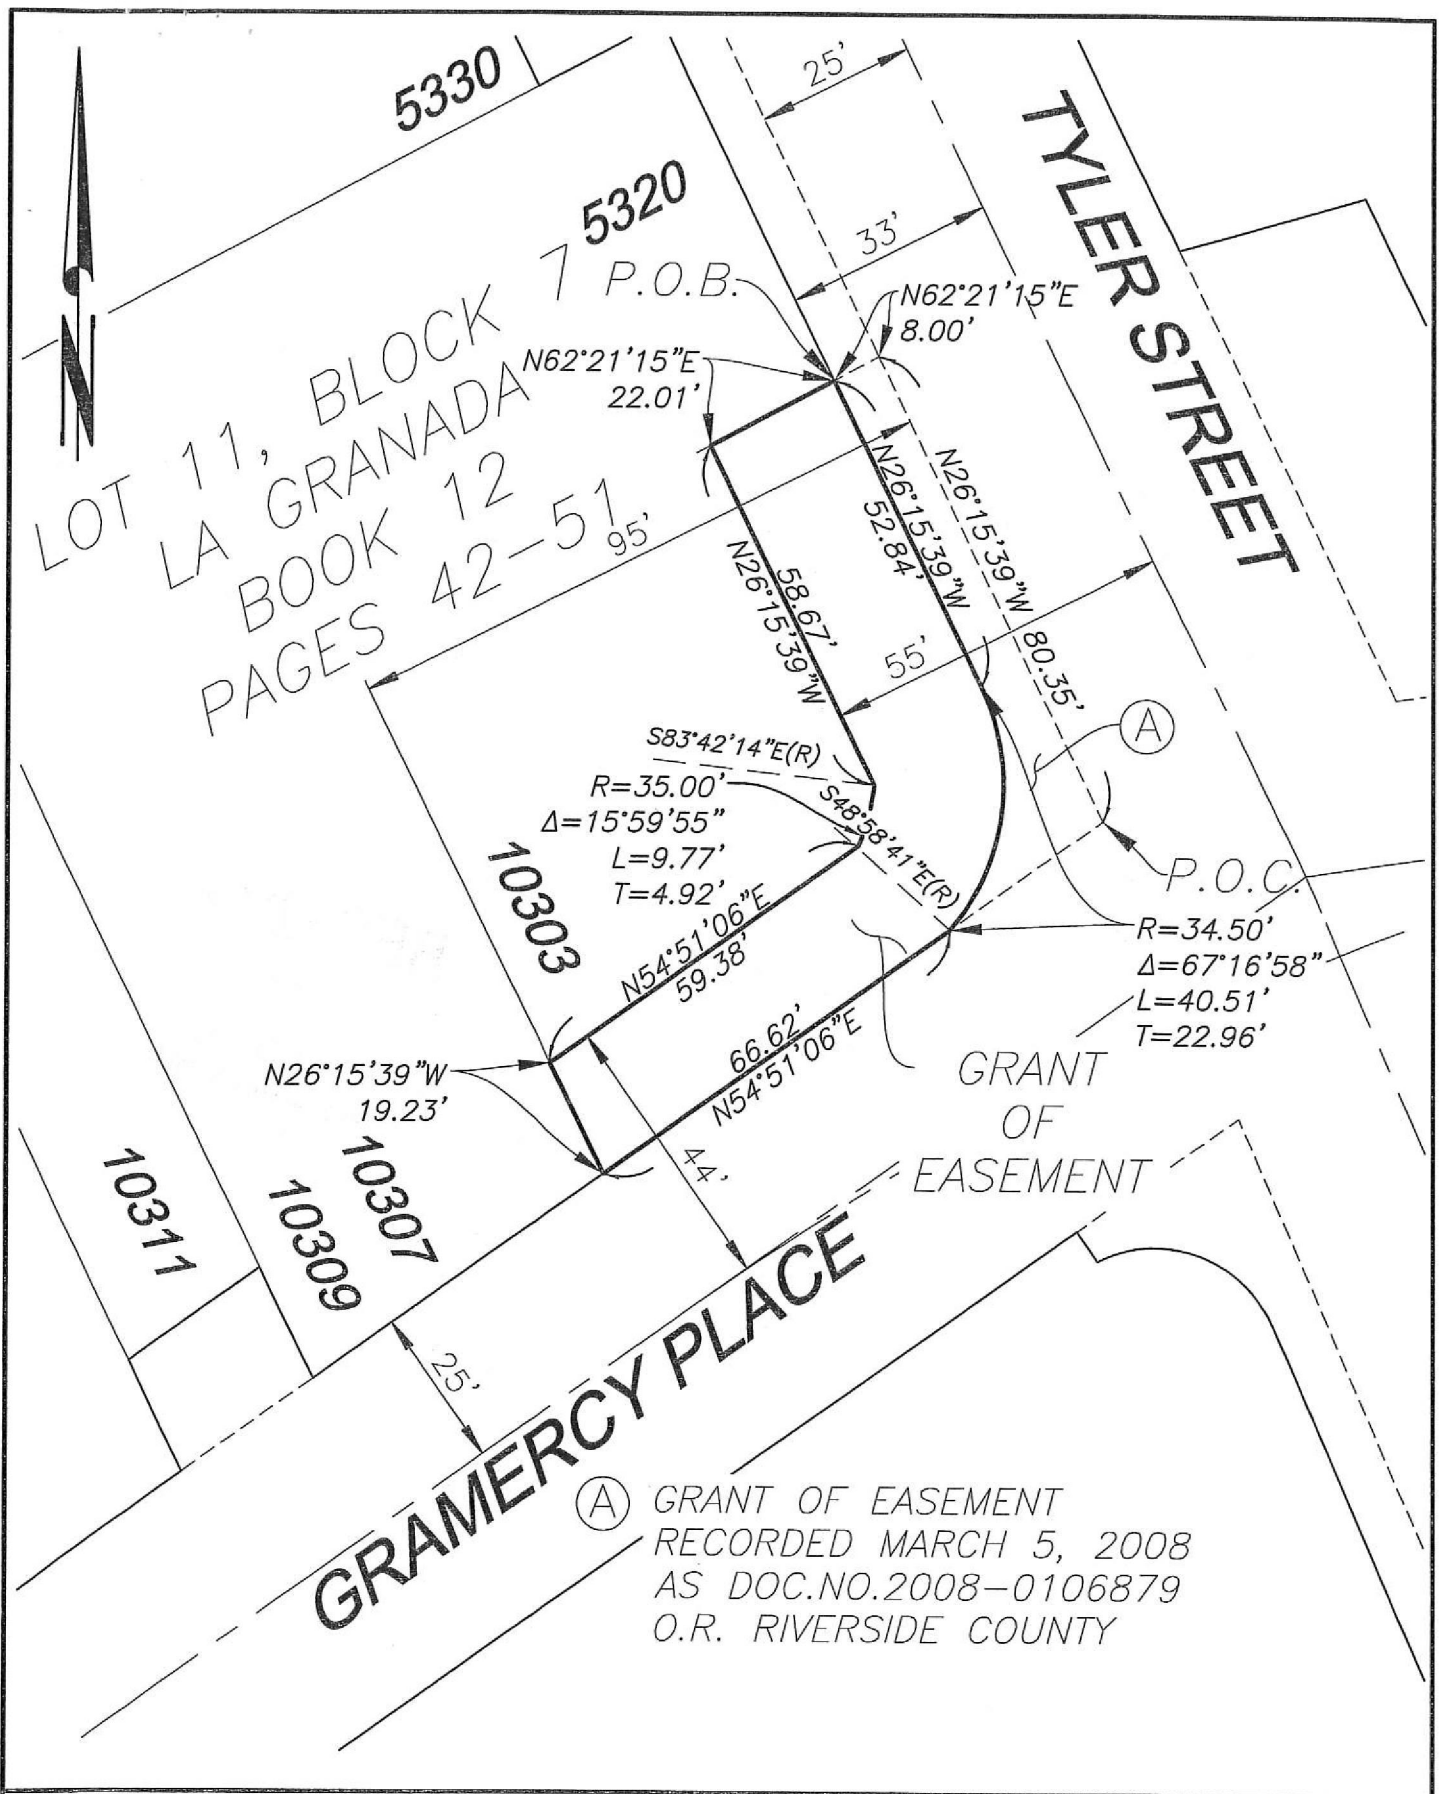 5330
25'
TYLER STREET
5320
33'
P.O.B.
N62°21'15"E
8.00'
N62°21'15"E
22.01'
LOT 11, BLOCK 7
LA GRANADA
BOOK 12
PAGES 42-51
95'
N26°15'39"W
52.84'
N26°15'39"W
80.35'
58.67'
N26°15'39"W
55'
A
S83°42'14"E(R)
R=35.00'
Δ=15°59'55"
L=9.77'
T=4.92'
S48°58'41"E(R)
P.O.C.
10303
N54°51'06"E
59.38'
R=34.50'
Δ=67°16'58"
L=40.51'
T=22.96'
66.62'
N54°51'06"E
GRANT
OF
EASEMENT
N26°15'39"W
19.23'
44'
10311
10309
10307
25'
GRAMERCY PLACE
N
A GRANT OF EASEMENT
RECORDED MARCH 5, 2008
AS DOC.NO.2008-0106879
O.R. RIVERSIDE COUNTY